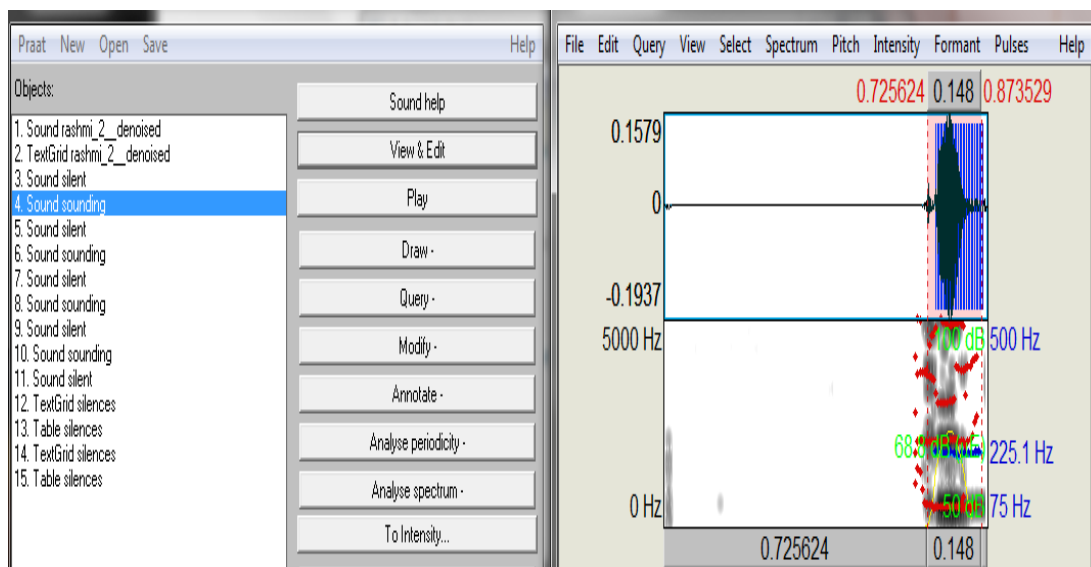 Praat New Open Save Help
Objects:
1. Sound rashmi_2__denoised
2. TextGrid rashmi_2__denoised
3. Sound silent
4. Sound sounding
5. Sound silent
6. Sound sounding
7. Sound silent
8. Sound sounding
9. Sound silent
10. Sound sounding
11. Sound silent
12. TextGrid silences
13. Table silences
14. TextGrid silences
15. Table silences
Sound help
View & Edit
Play
Draw -
Query -
Modify -
Annotate -
Analyse periodicity -
Analyse spectrum -
To Intensity...
File Edit Query View Select Spectrum Pitch Intensity Formant Pulses Help
0.725624 0.148 0.873529
0.1579
0
-0.1937
5000 Hz 100 dB 500 Hz
225.1 Hz
0 Hz 50 dB 75 Hz
0.725624 0.148